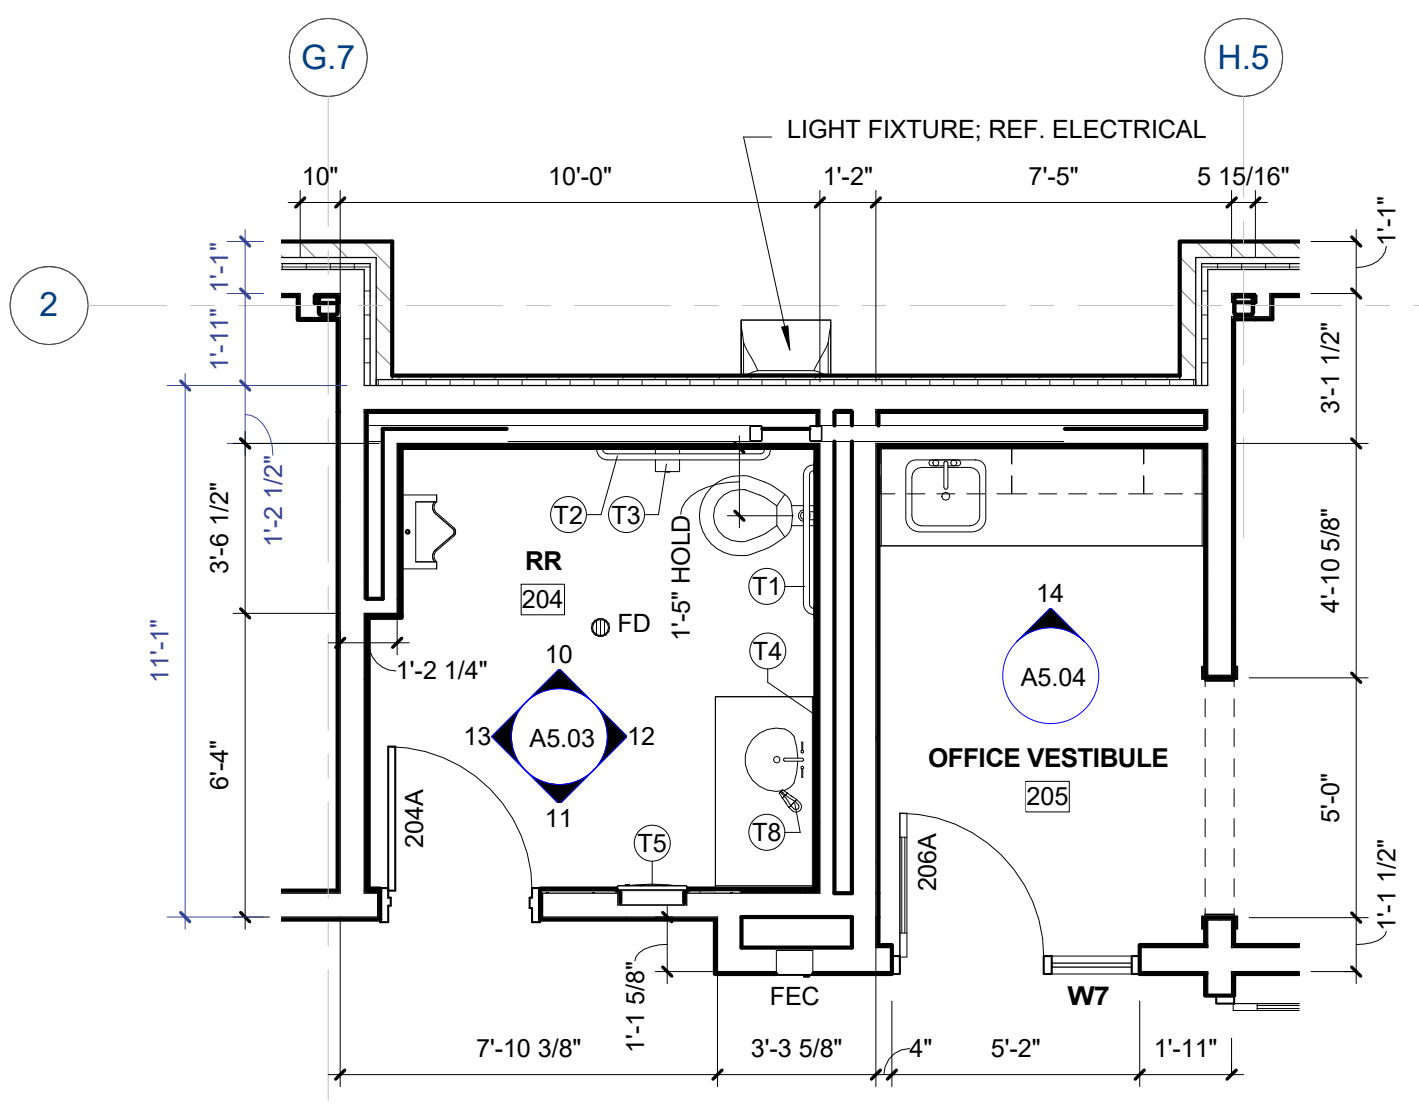 G.7
H.5
LIGHT FIXTURE; REF. ELECTRICAL
10"
10'-0"
1'-2"
7'-5"
5 15/16"
1'-1"
1'-1"
2
1'-11"
3'-1 1/2"
1'-2 1/2"
3'-6 1/2"
T2
T3
1'-5" HOLD
RR
204
FD
T1
4'-10 5/8"
14
A5.04
11'-1"
1'-2 1/4"
T4
10
13
A5.03
12
11
OFFICE VESTIBULE
205
6'-4"
204A
T5
T8
206A
5'-0"
1'-1 1/2"
1'-1 5/8"
FEC
W7
7'-10 3/8"
3'-3 5/8"
4"
5'-2"
1'-11"